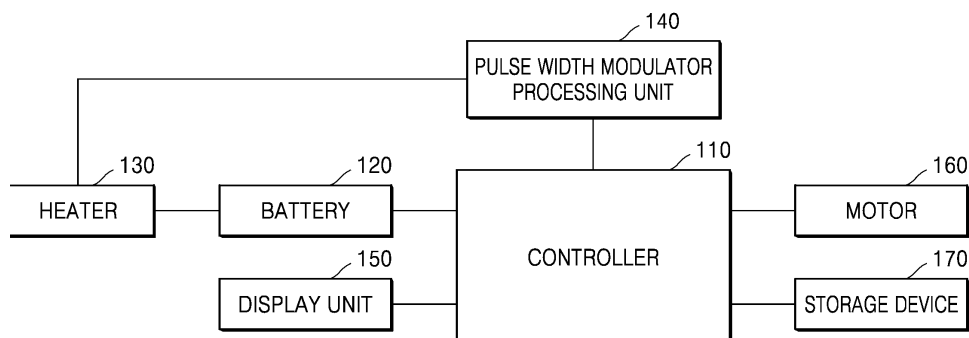 140
PULSE WIDTH MODULATOR
PROCESSING UNIT
130
120
110
160
HEATER
BATTERY
CONTROLLER
MOTOR
150
170
DISPLAY UNIT
STORAGE DEVICE